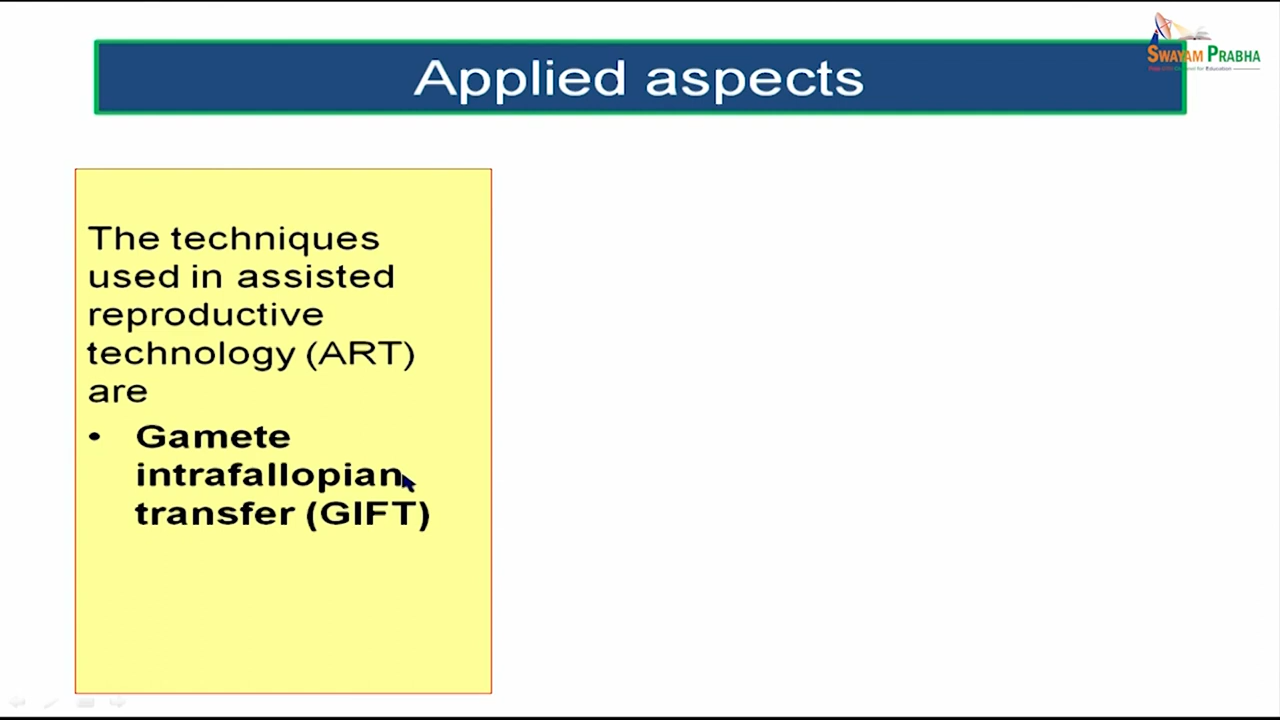 Applied aspects
SWAYAM PRABHA
The techniques
used in assisted
reproductive
technology (ART)
are
• Gamete
intrafallopian
transfer (GIFT)